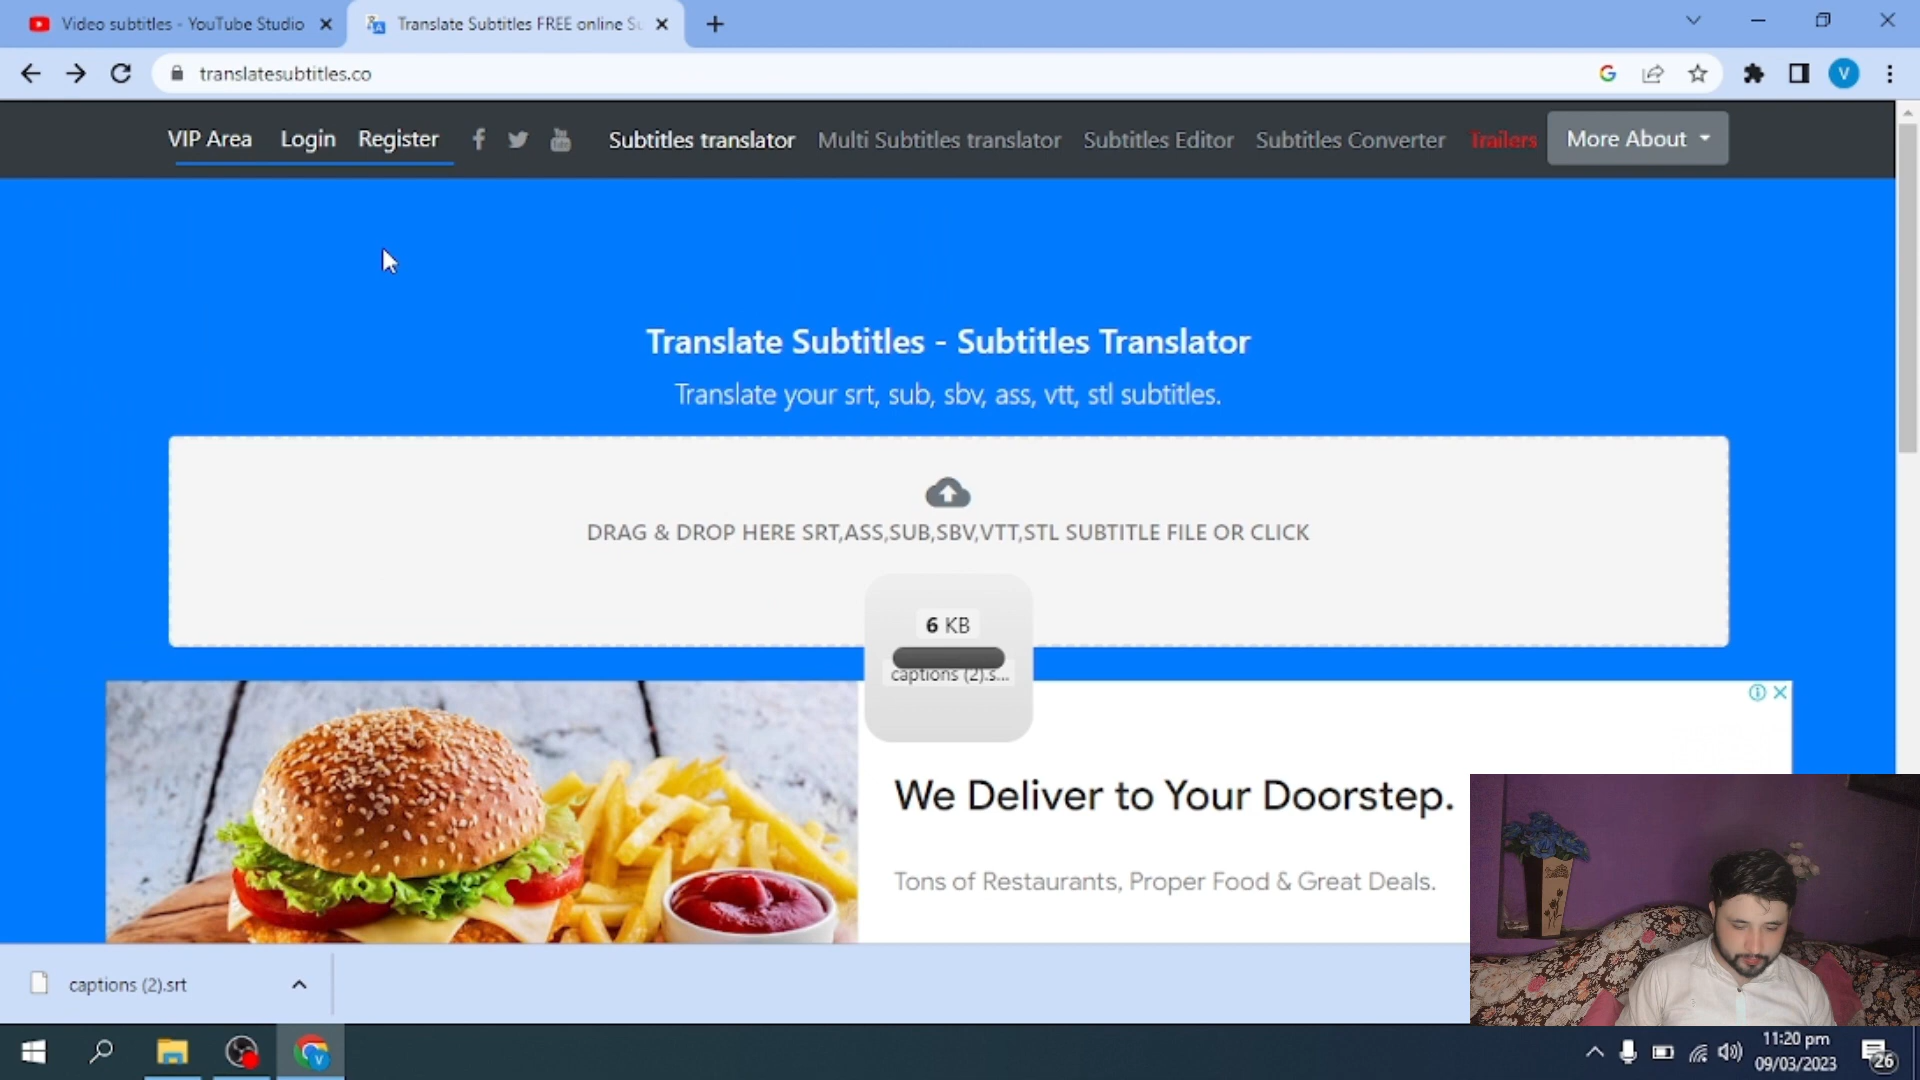 Video subtitles - YouTube Studio
Translate Subtitles FREE online Su
translatesubtitles.co
V
VIP Area Login Register Subtitles translator Multi Subtitles translator Subtitles Editor Subtitles Converter Trailers More About
Translate Subtitles - Subtitles Translator
Translate your srt, sub, sbv, ass, vtt, stl subtitles.
DRAG & DROP HERE SRT,ASS,SUB,SBV,VTT,STL SUBTITLE FILE OR CLICK
6 KB
captions (2).s...
We Deliver to Your Doorstep.
Tons of Restaurants, Proper Food & Great Deals.
captions (2).srt
11:20 pm
09/03/2023
26